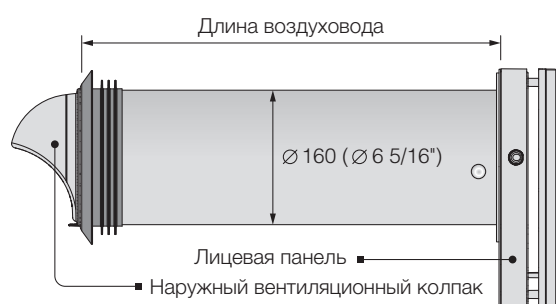 Длина воздуховода
⌀ 160 (⌀ 6 5/16")
Лицевая панель
Наружный вентиляционный колпак